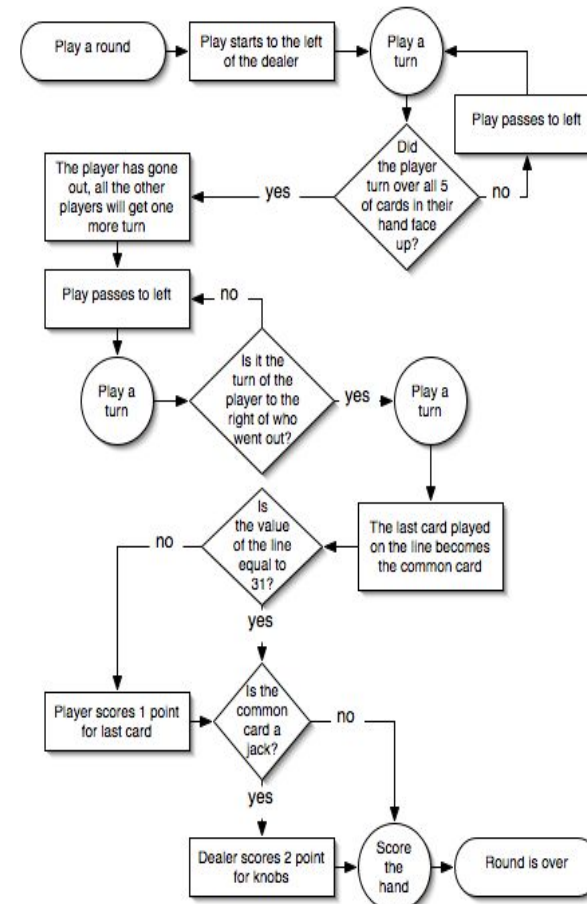 Play a round
Play starts to the left
of the dealer
Play a
turn
Play passes to left
Did
the player
turn over all 5
of cards in their
hand face
up?
no
yes
The player has gone
out, all the other
players will get one
more turn
Play passes to left
no
Play a
turn
Is it the
turn of the
player to the
right of who
went out?
yes
Play a
turn
The last card played
on the line becomes
the common card
Is
the value
of the line
equal to
31?
no
yes
Player scores 1 point
for last card
Is the
common
card a
jack?
no
yes
Dealer scores 2 point
for knobs
Score
the
hand
Round is over